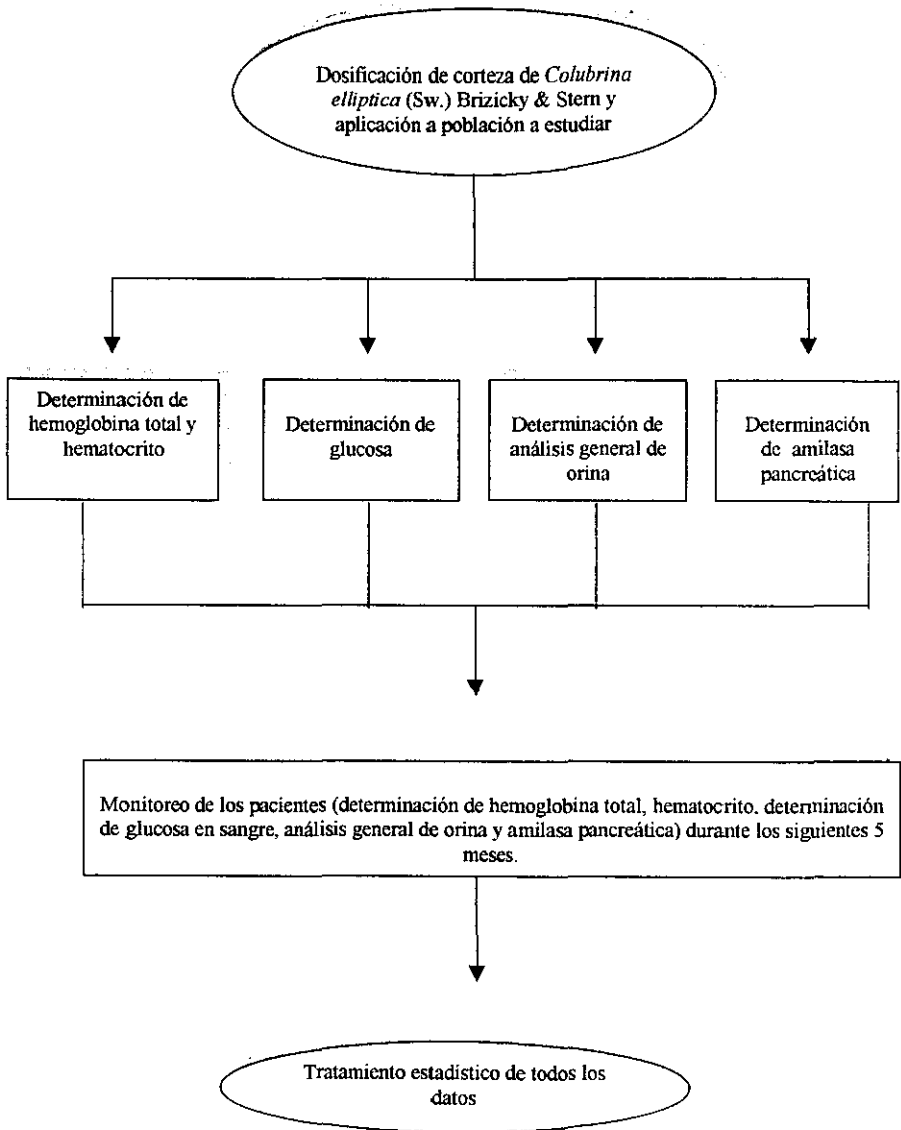 Dosificación de corteza de Colubrina
elliptica (Sw.) Brizicky & Stern y
aplicación a población a estudiar
Determinación de
hemoglobina total y
hematocrito
Determinación de
glucosa
Determinación de
análisis general de
orina
Determinación
de amilasa
pancreática
Monitoreo de los pacientes (determinación de hemoglobina total, hematocrito, determinación
de glucosa en sangre, análisis general de orina y amilasa pancreática) durante los siguientes 5
meses.
Tratamiento estadístico de todos los
datos